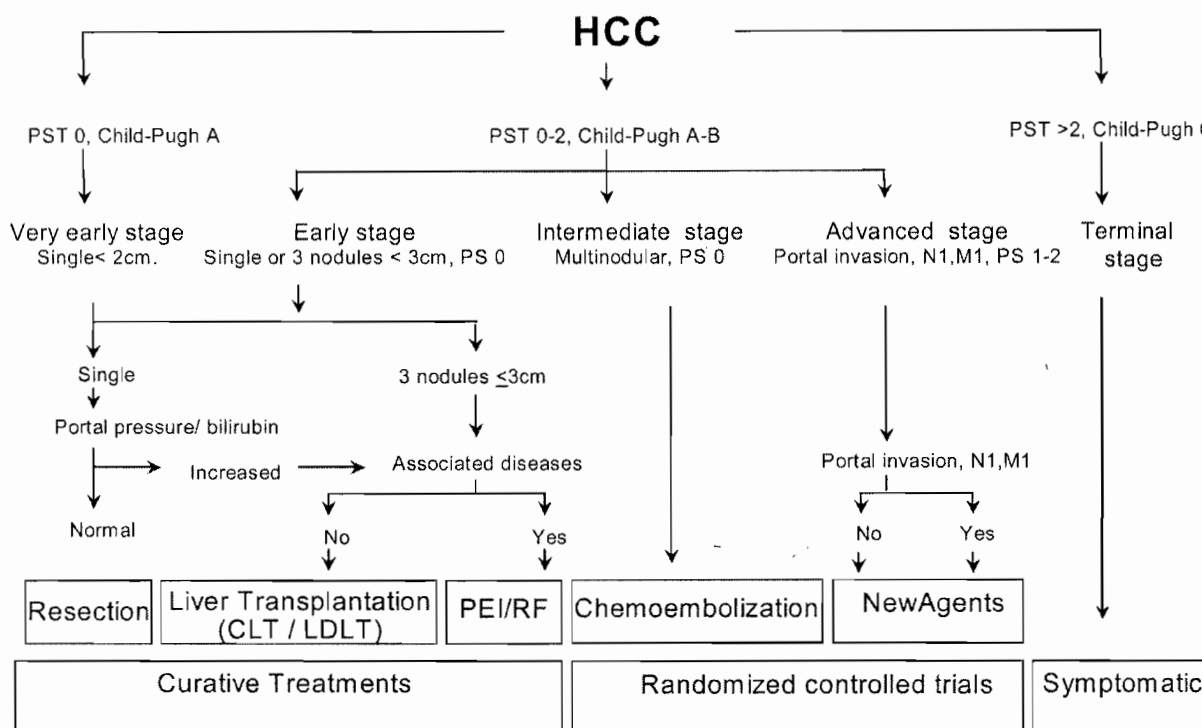 HCC
PST 0, Child-Pugh A
PST 0-2, Child-Pugh A-B
PST >2, Child-Pugh
Very early stage
Single< 2cm.
Early stage
Single or 3 nodules < 3cm, PS 0
Intermediate stage
Multinodular, PS 0
Advanced stage
Portal invasion, N1,M1, PS 1-2
Terminal
stage
Single
3 nodules ≤3cm
Portal pressure/ bilirubin
Increased
Associated diseases
Portal invasion, N1,M1
Normal
No
Yes
No
Yes
Resection
Liver Transplantation
(CLT / LDLT)
PEI/RF
Chemoembolization
NewAgents
Curative Treatments
Randomized controlled trials
Symptomatic